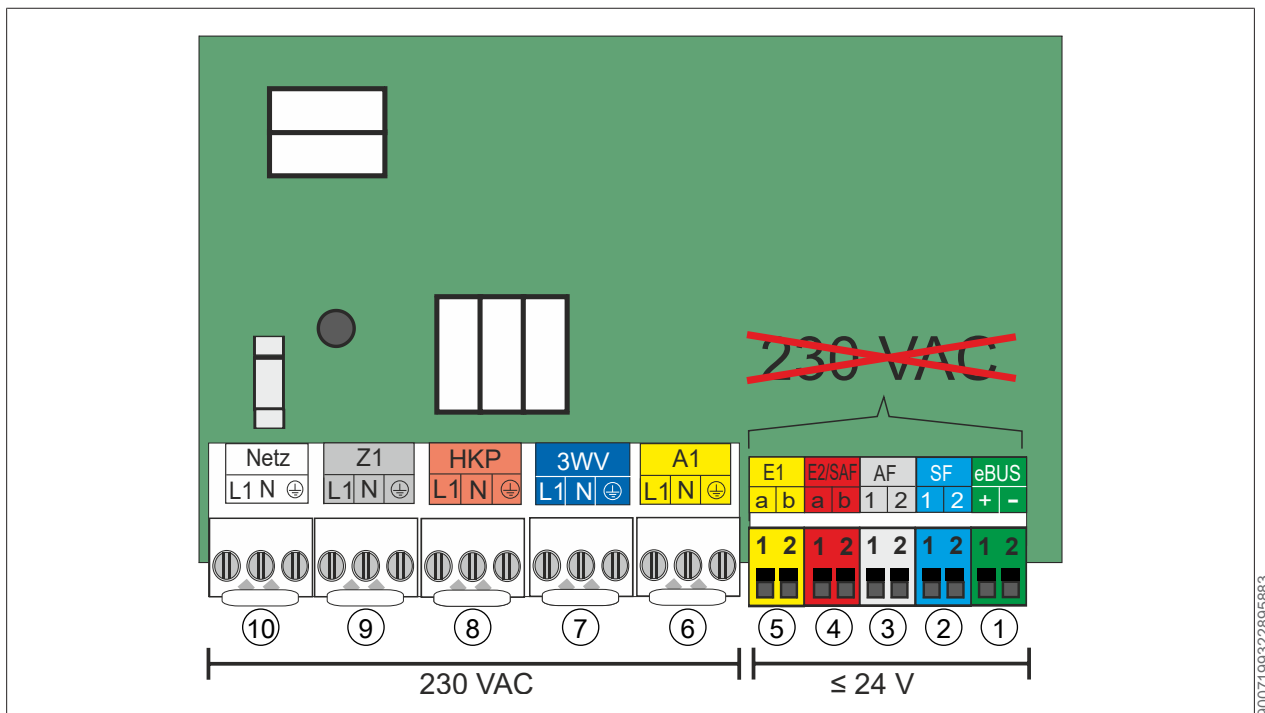 230 VAC
Netz Z1 HKP 3WV A1
L1 N L1 N L1 N L1 N L1 N
E1 E2/SAF AF SF eBUS
a b a b 1 2 1 2 + −
1 2 1 2 1 2 1 2 1 2
10 9 8 7 6 5 4 3 2 1
230 VAC ≤ 24 V